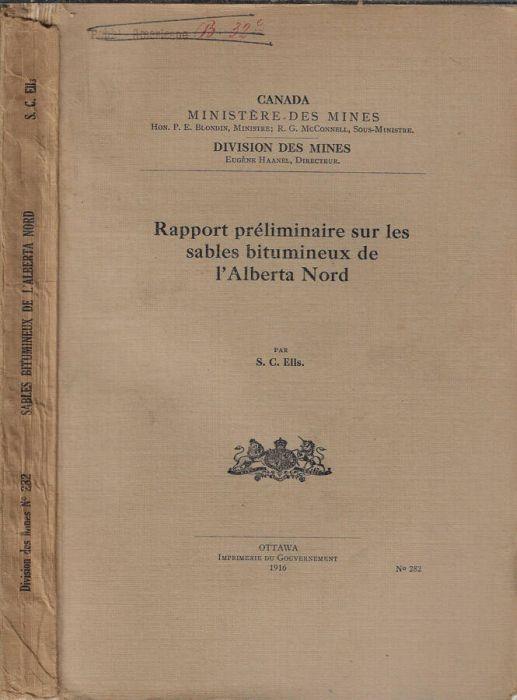 B 32c
CANADA
MINISTÈRE DES MINES
HON. P. E. BLONDIN, MINISTRE; R. G. MCCONNELL, SOUS-MINISTRE.
DIVISION DES MINES
EUGÈNE HAANEL, DIRECTEUR.
Rapport préliminaire sur les
sables bitumineux de
l'Alberta Nord
PAR
S. C. Ells.
OTTAWA
IMPRIMERIE DU GOUVERNEMENT
1916
No 282
S. C. Ells
SABLES BITUMINEUX DE L'ALBERTA NORD
Division des Mines No 282